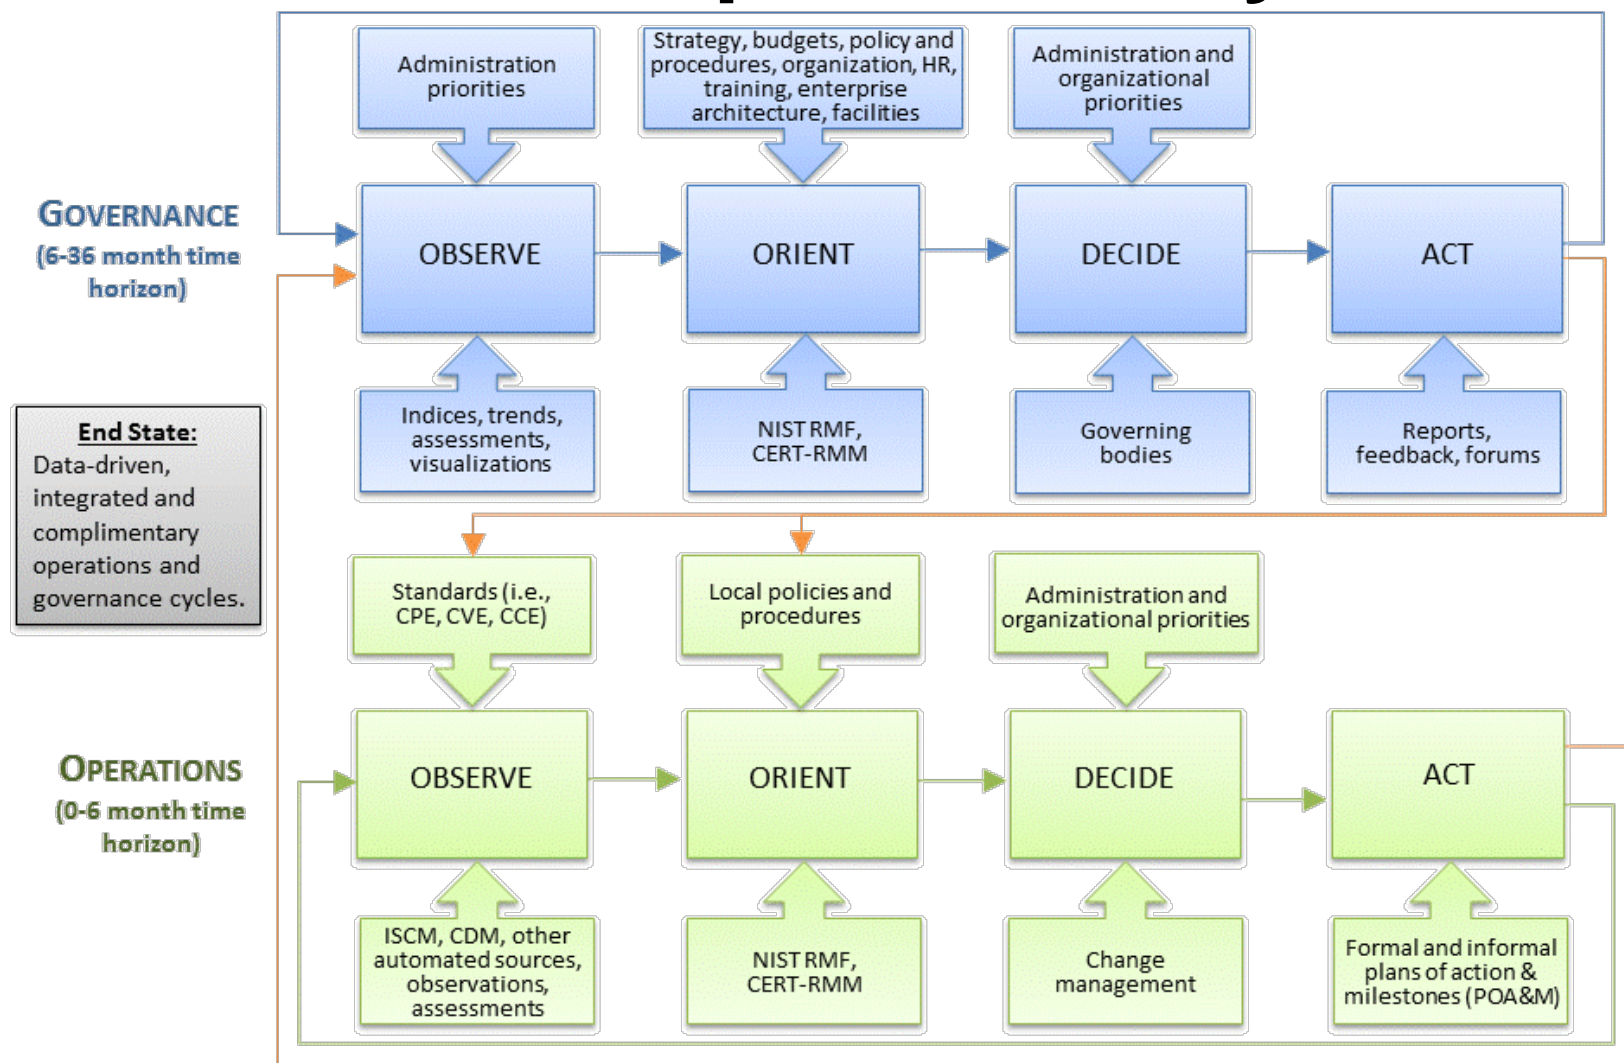 Administration
priorities
Strategy, budgets, policy and
procedures, organization, HR,
training, enterprise
architecture, facilities
Administration and
organizational
priorities
GOVERNANCE
(6-36 month time
horizon)
OBSERVE
ORIENT
DECIDE
ACT
Indices, trends,
assessments,
visualizations
NIST RMF,
CERT-RMM
Governing
bodies
Reports,
feedback, forums
End State:
Data-driven,
integrated and
complimentary
operations and
governance cycles.
Standards (i.e.,
CPE, CVE, CCE)
Local policies and
procedures
Administration and
organizational priorities
OPERATIONS
(0-6 month time
horizon)
OBSERVE
ORIENT
DECIDE
ACT
ISCM, CDM, other
automated sources,
observations,
assessments
NIST RMF,
CERT-RMM
Change
management
Formal and informal
plans of action &
milestones (POA&M)